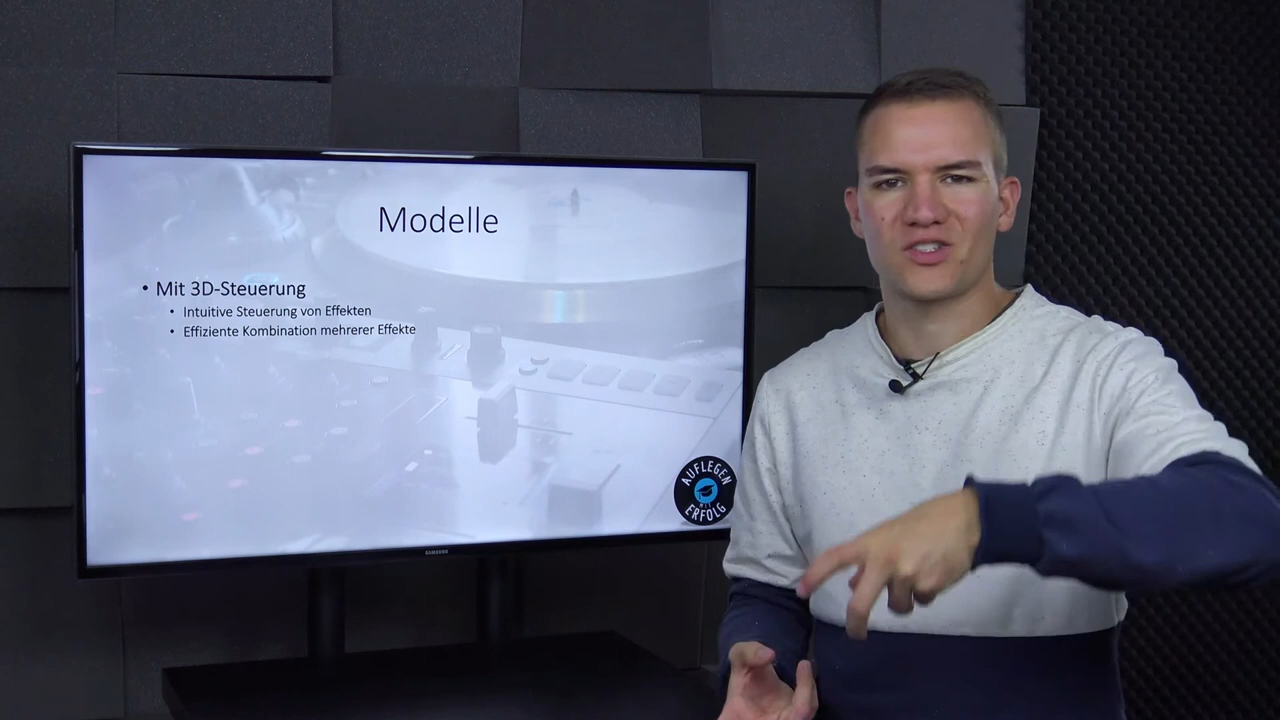 Modelle
• Mit 3D-Steuerung
• Intuitive Steuerung von Effekten
• Effiziente Kombination mehrerer Effekte
AUFLEGEN
MIT
ERFOLG
SAMSUNG